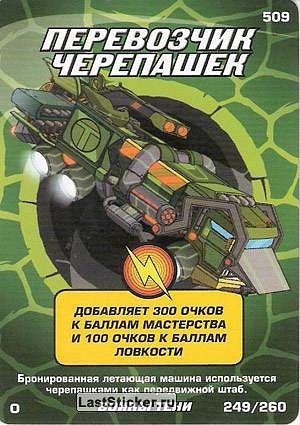 509
ПЕРЕВОЗЧИК
ЧЕРЕПАШЕК
ДОБАВЛЯЕТ 300 ОЧКОВ
К БАЛЛАМ МАСТЕРСТВА
И 100 ОЧКОВ К БАЛЛАМ
ЛОВКОСТИ
Бронированная летающая машина используется
черепашками как передвижной штаб.
0 249/260
LastSticker.ru